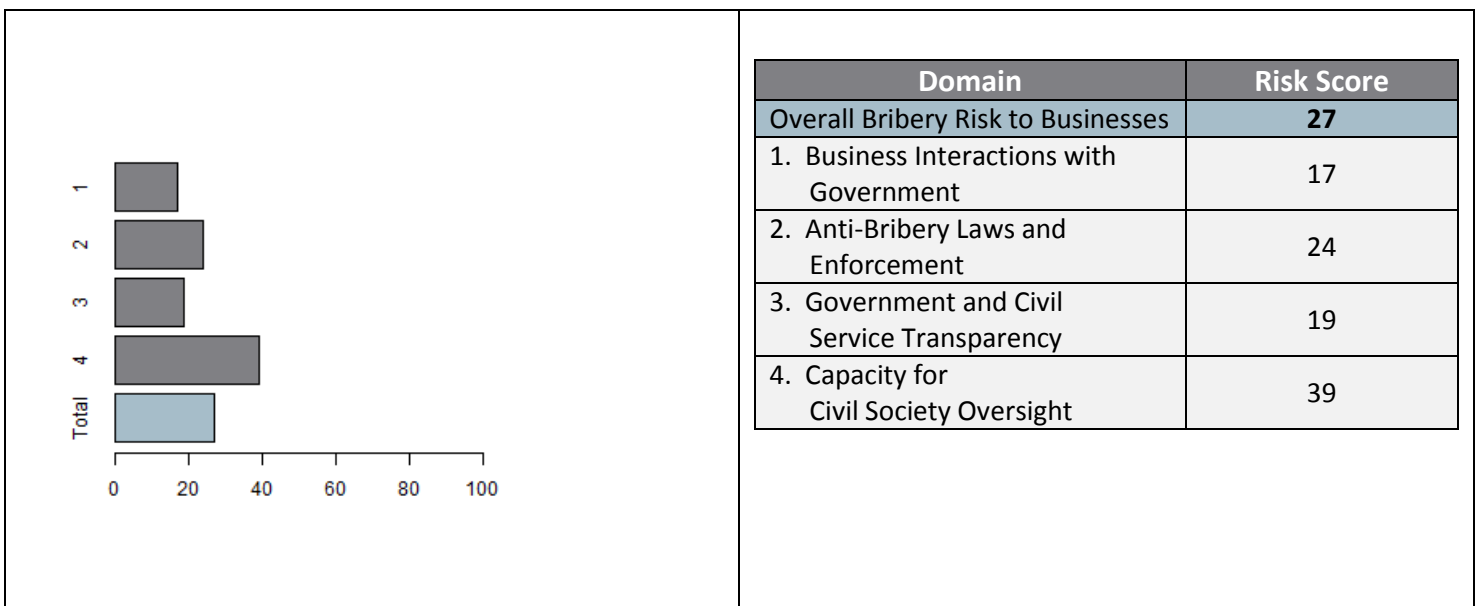 1
2
3
4
Total
0 20 40 60 80 100
Domain Risk Score
Overall Bribery Risk to Businesses 27
1. Business Interactions with
Government
17
2. Anti-Bribery Laws and
Enforcement
24
3. Government and Civil
Service Transparency
19
4. Capacity for
Civil Society Oversight
39